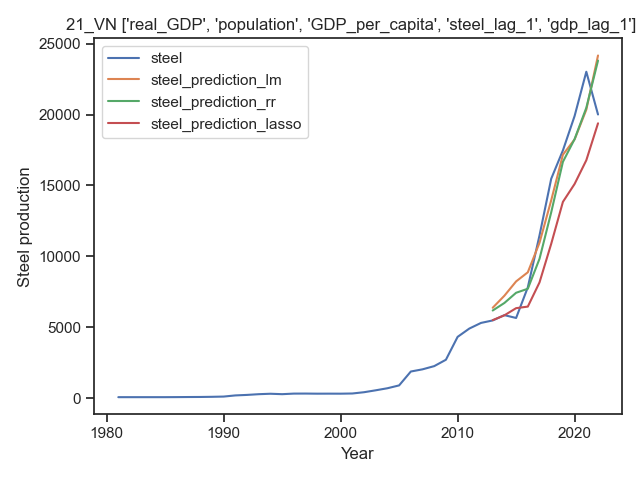 21_VN ['real_GDP', 'population', 'GDP_per_capita', 'steel_lag_1', 'gdp_lag_1']
steel
steel_prediction_lm
steel_prediction_rr
steel_prediction_lasso
25000
20000
15000
10000
5000
0
Steel production
1980 1990 2000 2010 2020
Year